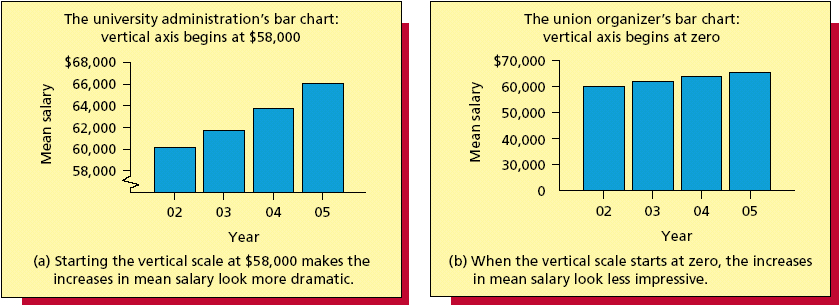 The university administration's bar chart:
vertical axis begins at $58,000
Mean salary
$68,000
66,000
64,000
62,000
60,000
58,000
02 03 04 05
Year
(a) Starting the vertical scale at $58,000 makes the
increases in mean salary look more dramatic.
The union organizer's bar chart:
vertical axis begins at zero
Mean salary
$70,000
60,000
50,000
40,000
30,000
0
02 03 04 05
Year
(b) When the vertical scale starts at zero, the increases
in mean salary look less impressive.